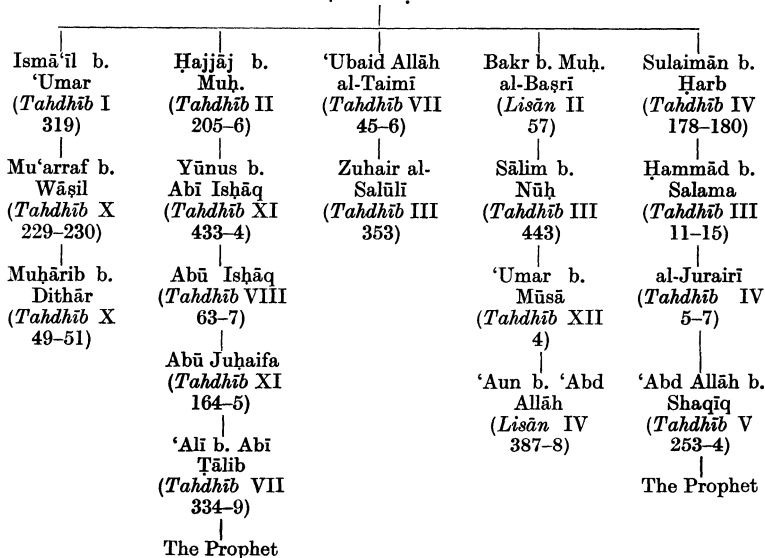 Ismā‘īl b.
‘Umar
(Tahdhīb I
319)
Mu‘arraf b.
Wāṣil
(Tahdhīb X
229–230)
Muḥārib b.
Dithār
(Tahdhīb X
49–51)
Ḥajjāj b.
Muḥ.
(Tahdhīb II
205–6)
Yūnus b.
Abī Isḥāq
(Tahdhīb XI
433–4)
Abū Isḥāq
(Tahdhīb VIII
63–7)
Abū Juḥaifa
(Tahdhīb XI
164–5)
‘Alī b. Abī
Ṭālib
(Tahdhīb VII
334–9)
The Prophet
‘Ubaid Allāh
al-Taimī
(Tahdhīb VII
45–6)
Zuhair al-
Salūlī
(Tahdhīb III
353)
Bakr b. Muḥ.
al-Baṣrī
(Lisān II
57)
Sālim b.
Nūḥ
(Tahdhīb III
443)
‘Umar b.
Mūsā
(Tahdhīb XII
4)
‘Aun b. ‘Abd
Allāh
(Lisān IV
387–8)
Sulaimān b.
Ḥarb
(Tahdhīb IV
178–180)
Ḥammād b.
Salama
(Tahdhīb III
11–15)
al-Jurairī
(Tahdhīb IV
5–7)
‘Abd Allāh b.
Shaqīq
(Tahdhīb V
253–4)
The Prophet